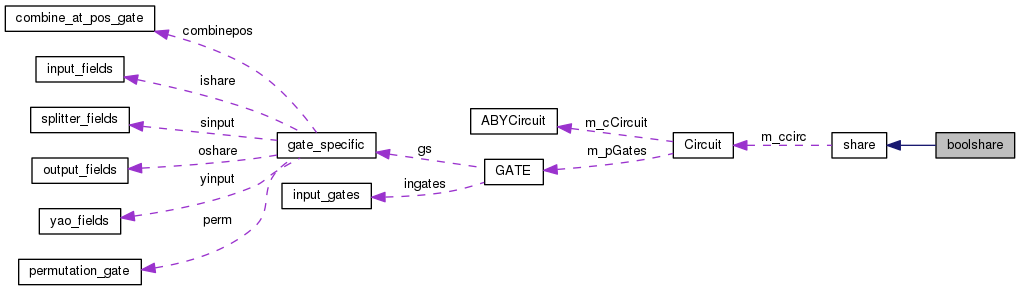 combine_at_pos_gate
combinepos
input_fields
ishare
splitter_fields
sinput
ABYCircuit
m_cCircuit
m_ccirc
gate_specific
Circuit
share
boolshare
oshare
gs
m_pGates
output_fields
GATE
yinput
ingates
input_gates
yao_fields
perm
permutation_gate